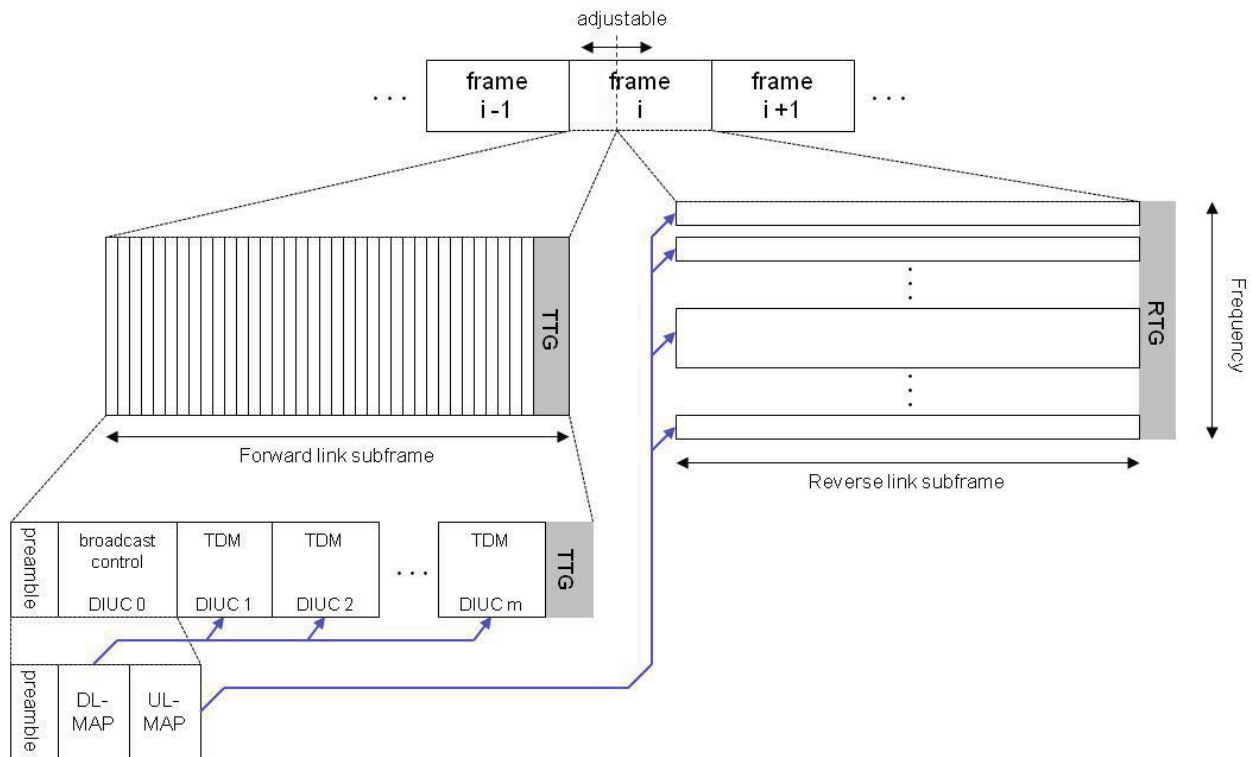 adjustable
. . .
frame
i -1
frame
i
frame
i +1
. . .
TTG
Forward link subframe
RTG
Frequency
Reverse link subframe
preamble
broadcast
control
DIUC 0
TDM
DIUC 1
TDM
DIUC 2
. . .
TDM
DIUC m
TTG
preamble
DL-
MAP
UL-
MAP